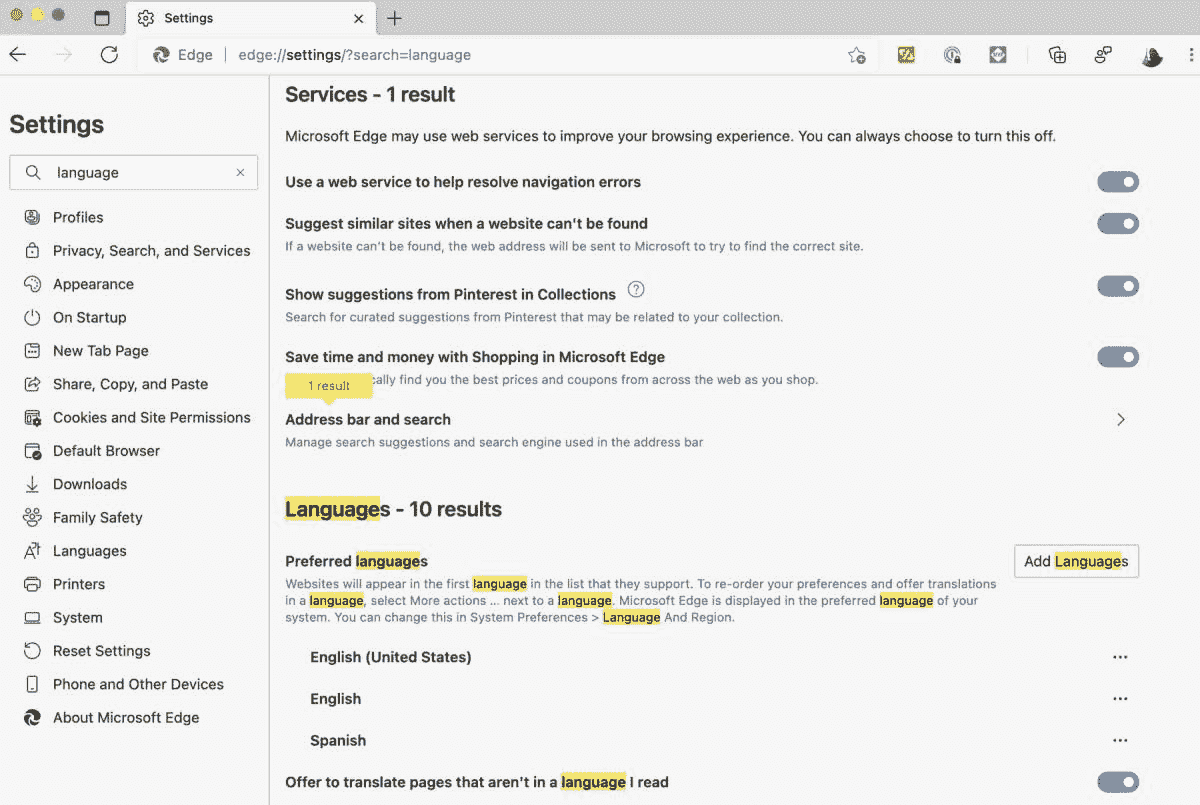 Settings
Edge
edge://settings/?search=language
Settings
language
Profiles
Privacy, Search, and Services
Appearance
On Startup
New Tab Page
Share, Copy, and Paste
Cookies and Site Permissions
Default Browser
Downloads
Family Safety
Languages
Printers
System
Reset Settings
Phone and Other Devices
About Microsoft Edge
Services - 1 result
Microsoft Edge may use web services to improve your browsing experience. You can always choose to turn this off.
Use a web service to help resolve navigation errors
Suggest similar sites when a website can't be found
If a website can't be found, the web address will be sent to Microsoft to try to find the correct site.
Show suggestions from Pinterest in Collections
Search for curated suggestions from Pinterest that may be related to your collection.
Save time and money with Shopping in Microsoft Edge
1 result
cally find you the best prices and coupons from across the web as you shop.
Address bar and search
Manage search suggestions and search engine used in the address bar
Languages - 10 results
Preferred languages
Add Languages
Websites will appear in the first language in the list that they support. To re-order your preferences and offer translations
in a language, select More actions ... next to a language. Microsoft Edge is displayed in the preferred language of your
system. You can change this in System Preferences > Language And Region.
English (United States)
English
Spanish
Offer to translate pages that aren't in a language I read